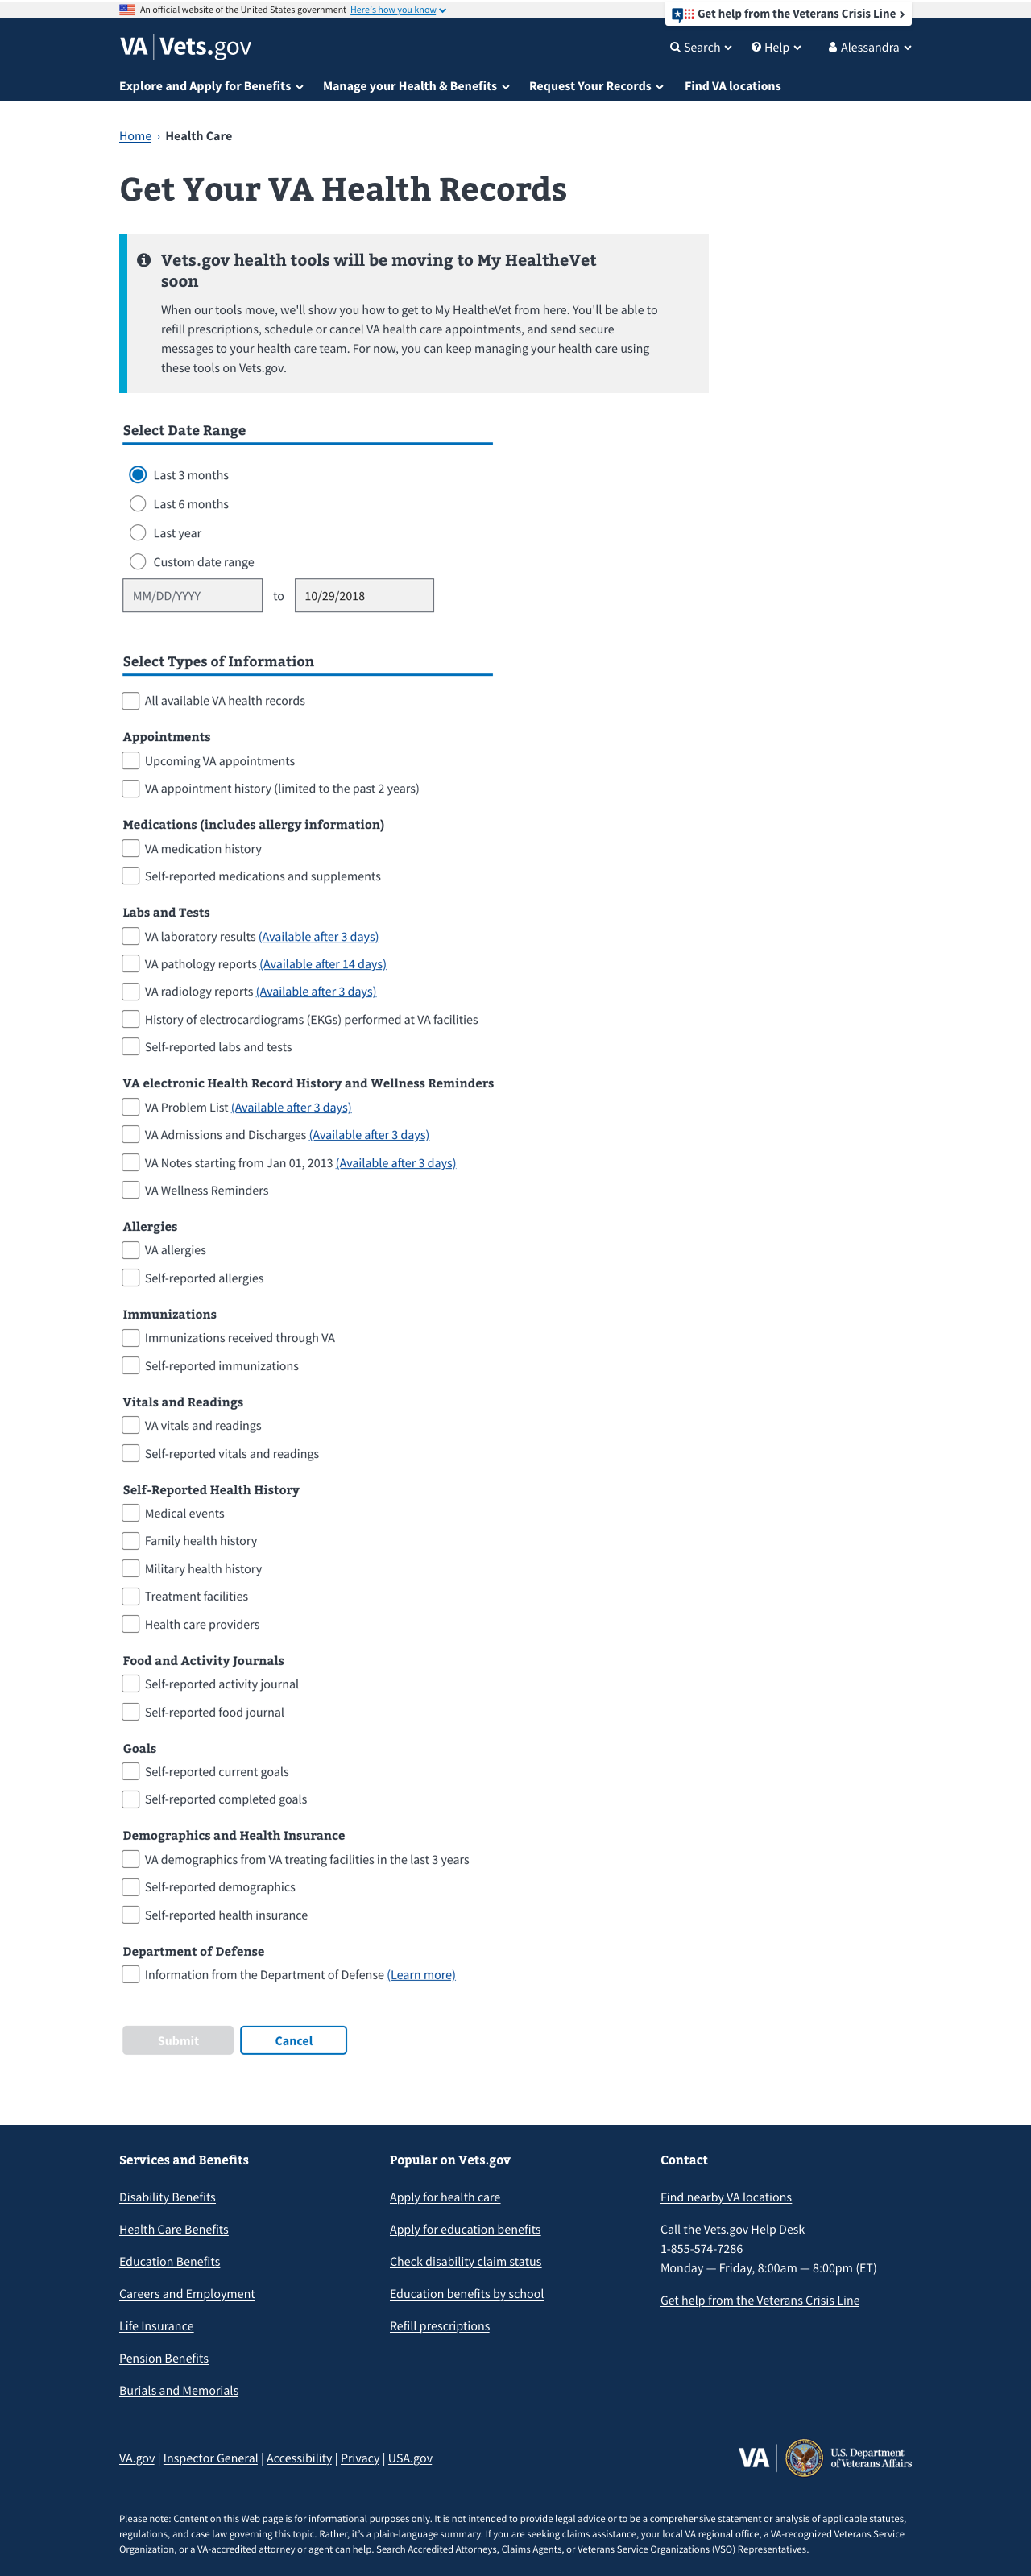 An official website of the United States government Here's how you know
Get help from the Veterans Crisis Line
VA | Vets.gov
Search
Help
Alessandra
Explore and Apply for Benefits
Manage your Health & Benefits
Request Your Records
Find VA locations
Home › Health Care
Get Your VA Health Records
Vets.gov health tools will be moving to My HealtheVet
soon
When our tools move, we'll show you how to get to My HealtheVet from here. You'll be able to
refill prescriptions, schedule or cancel VA health care appointments, and send secure
messages to your health care team. For now, you can keep managing your health care using
these tools on Vets.gov.
Select Date Range
Last 3 months
Last 6 months
Last year
Custom date range
MM/DD/YYYY to 10/29/2018
Select Types of Information
All available VA health records
Appointments
Upcoming VA appointments
VA appointment history (limited to the past 2 years)
Medications (includes allergy information)
VA medication history
Self-reported medications and supplements
Labs and Tests
VA laboratory results (Available after 3 days)
VA pathology reports (Available after 14 days)
VA radiology reports (Available after 3 days)
History of electrocardiograms (EKGs) performed at VA facilities
Self-reported labs and tests
VA electronic Health Record History and Wellness Reminders
VA Problem List (Available after 3 days)
VA Admissions and Discharges (Available after 3 days)
VA Notes starting from Jan 01, 2013 (Available after 3 days)
VA Wellness Reminders
Allergies
VA allergies
Self-reported allergies
Immunizations
Immunizations received through VA
Self-reported immunizations
Vitals and Readings
VA vitals and readings
Self-reported vitals and readings
Self-Reported Health History
Medical events
Family health history
Military health history
Treatment facilities
Health care providers
Food and Activity Journals
Self-reported activity journal
Self-reported food journal
Goals
Self-reported current goals
Self-reported completed goals
Demographics and Health Insurance
VA demographics from VA treating facilities in the last 3 years
Self-reported demographics
Self-reported health insurance
Department of Defense
Information from the Department of Defense (Learn more)
Submit
Cancel
Services and Benefits
Disability Benefits
Health Care Benefits
Education Benefits
Careers and Employment
Life Insurance
Pension Benefits
Burials and Memorials
Popular on Vets.gov
Apply for health care
Apply for education benefits
Check disability claim status
Education benefits by school
Refill prescriptions
Contact
Find nearby VA locations
Call the Vets.gov Help Desk
1-855-574-7286
Monday — Friday, 8:00am — 8:00pm (ET)
Get help from the Veterans Crisis Line
VA.gov | Inspector General | Accessibility | Privacy | USA.gov
VA
U.S. Department
of Veterans Affairs
Please note: Content on this Web page is for informational purposes only. It is not intended to provide legal advice or to be a comprehensive statement or analysis of applicable statutes,
regulations, and case law governing this topic. Rather, it's a plain-language summary. If you are seeking claims assistance, your local VA regional office, a VA-recognized Veterans Service
Organization, or a VA-accredited attorney or agent can help. Search Accredited Attorneys, Claims Agents, or Veterans Service Organizations (VSO) Representatives.